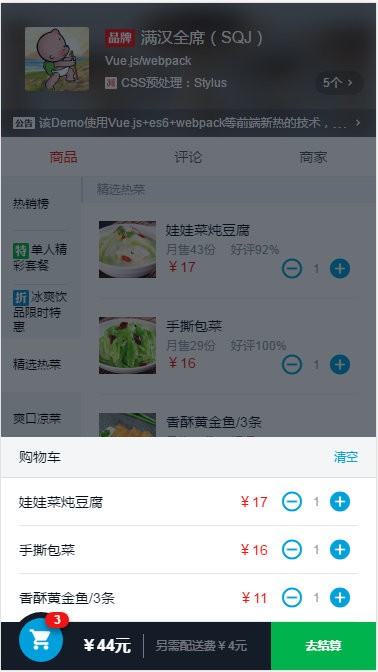 品牌 满汉全席（SQJ）
Vue.js/webpack
减 CSS预处理：Stylus
5个 >
公告 该Demo使用Vue.js+es6+webpack等前端新热的技术，... >
商品 评论 商家
热销榜
特 单人精
彩套餐
折 冰爽饮
品限时特
惠
精选热菜
爽口凉菜
精选热菜
娃娃菜炖豆腐
月售43份 好评92%
￥17 1
手撕包菜
月售29份 好评100%
￥16 1
香酥黄金鱼/3条
购物车 清空
娃娃菜炖豆腐 ￥17 1
手撕包菜 ￥16 1
香酥黄金鱼/3条 ￥11 1
3
￥44元 另需配送费￥4元 去结算